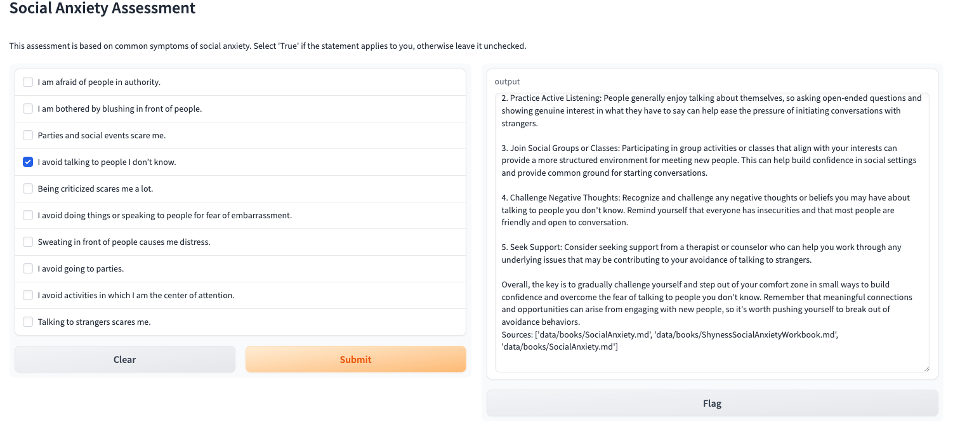 Social Anxiety Assessment
This assessment is based on common symptoms of social anxiety. Select 'True' if the statement applies to you, otherwise leave it unchecked.
I am afraid of people in authority.
I am bothered by blushing in front of people.
Parties and social events scare me.
I avoid talking to people I don't know.
Being criticized scares me a lot.
I avoid doing things or speaking to people for fear of embarrassment.
Sweating in front of people causes me distress.
I avoid going to parties.
I avoid activities in which I am the center of attention.
Talking to strangers scares me.
Clear
Submit
output
2. Practice Active Listening: People generally enjoy talking about themselves, so asking open-ended questions and
showing genuine interest in what they have to say can help ease the pressure of initiating conversations with
strangers.
3. Join Social Groups or Classes: Participating in group activities or classes that align with your interests can
provide a more structured environment for meeting new people. This can help build confidence in social settings
and provide common ground for starting conversations.
4. Challenge Negative Thoughts: Recognize and challenge any negative thoughts or beliefs you may have about
talking to people you don't know. Remind yourself that everyone has insecurities and that most people are
friendly and open to conversation.
5. Seek Support: Consider seeking support from a therapist or counselor who can help you work through any
underlying issues that may be contributing to your avoidance of talking to strangers.
Overall, the key is to gradually challenge yourself and step out of your comfort zone in small ways to build
confidence and overcome the fear of talking to people you don't know. Remember that meaningful connections
and opportunities can arise from engaging with new people, so it's worth pushing yourself to break out of
avoidance behaviors.
Sources: ['data/books/SocialAnxiety.md', 'data/books/ShynessSocialAnxietyWorkbook.md',
'data/books/SocialAnxiety.md']
Flag